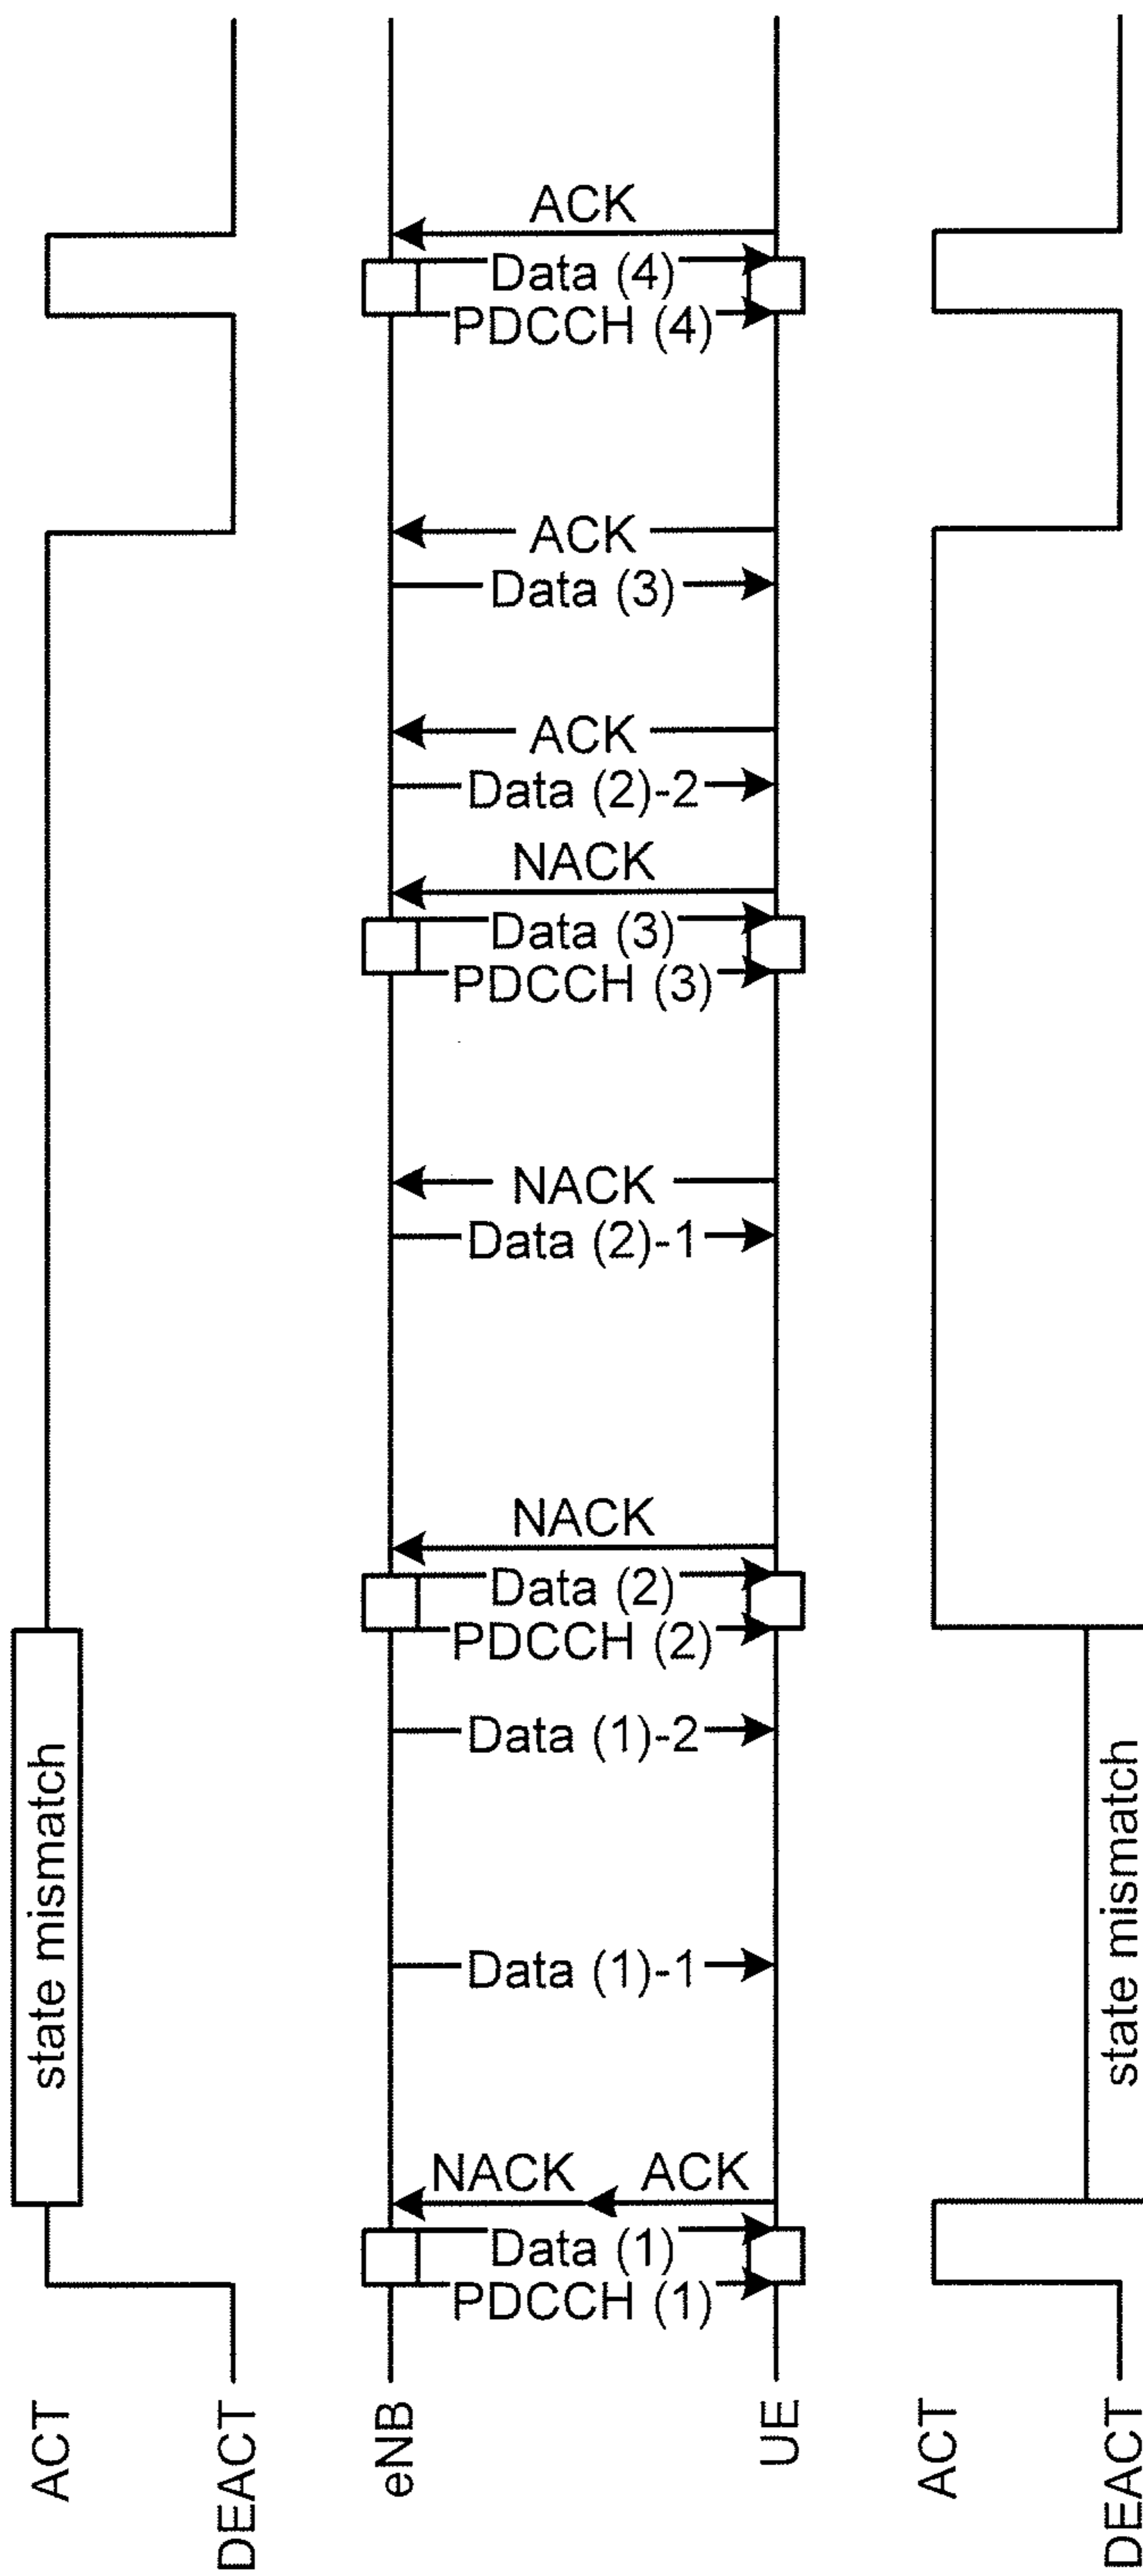 ACK
Data (4)
PDCCH (4)
ACK
Data (3)
ACK
Data (2)-2
NACK
Data (3)
PDCCH (3)
NACK
Data (2)-1
NACK
Data (2)
PDCCH (2)
Data (1)-2
state mismatch
state mismatch
Data (1)-1
NACK
ACK
Data (1)
PDCCH (1)
ACT
DEACT
eNB
UE
ACT
DEACT